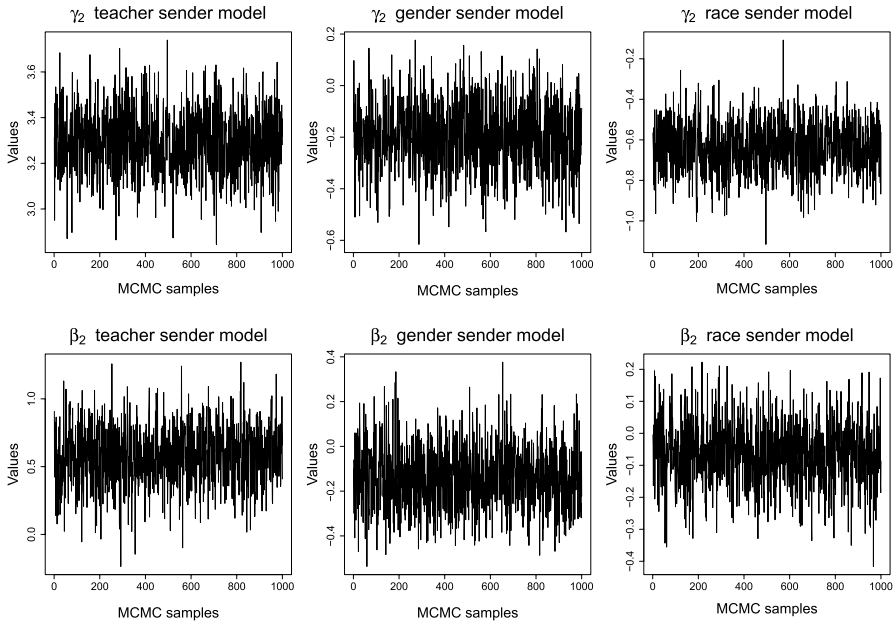 γ₂ teacher sender model
γ₂ gender sender model
γ₂ race sender model
Values
3.0 3.2 3.4 3.6
0 200 400 600 800 1000
MCMC samples
Values
−0.6 −0.4 −0.2 0.0 0.2
0 200 400 600 800 1000
MCMC samples
Values
−1.0 −0.8 −0.6 −0.4 −0.2
0 200 400 600 800 1000
MCMC samples
β₂ teacher sender model
β₂ gender sender model
β₂ race sender model
Values
0.0 0.5 1.0
0 200 400 600 800 1000
MCMC samples
Values
−0.4 −0.2 0.0 0.2 0.4
0 200 400 600 800 1000
MCMC samples
Values
−0.4 −0.3 −0.2 −0.1 0.0 0.1 0.2
0 200 400 600 800 1000
MCMC samples